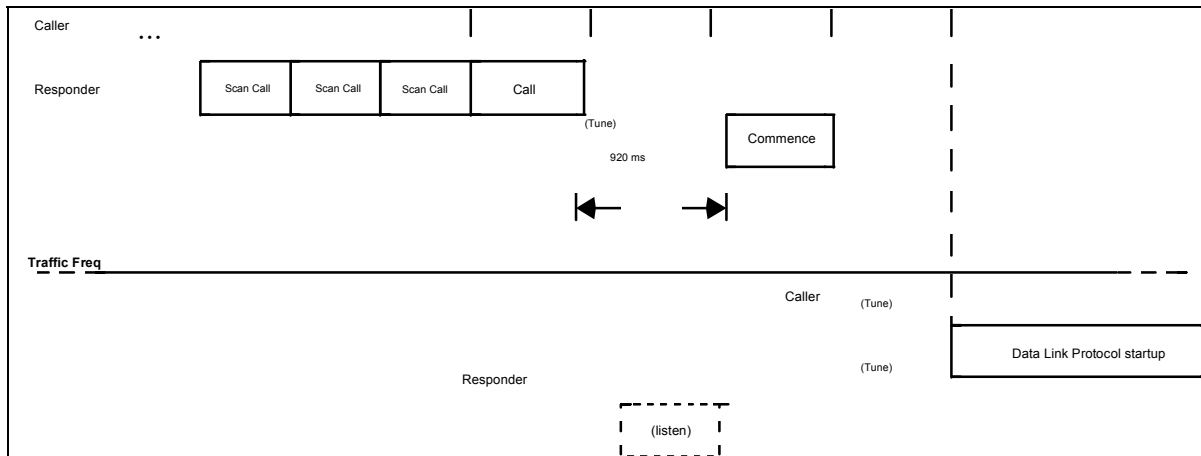 Caller
...
Responder
Scan Call
Scan Call
Scan Call
Call
(Tune)
Commence
920 ms
Traffic Freq
Caller
(Tune)
Data Link Protocol startup
(Tune)
Responder
(listen)